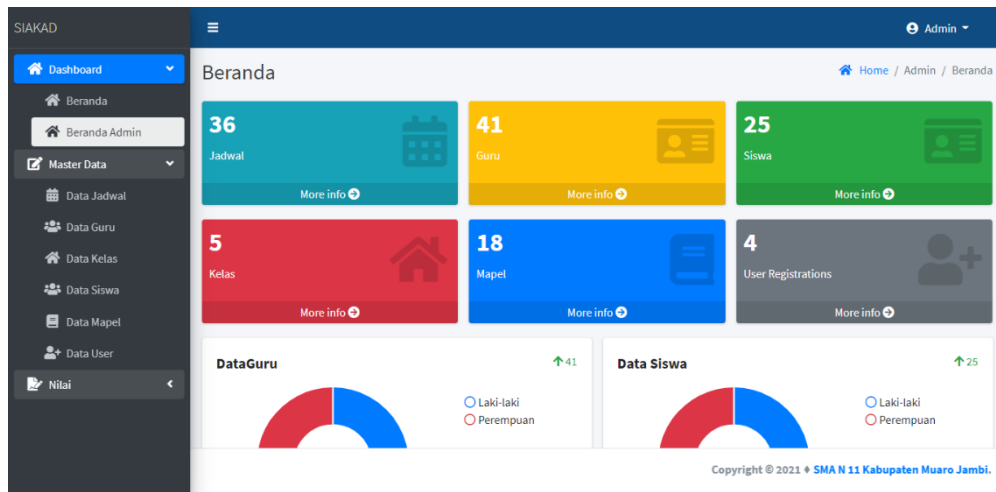 SIAKAD
Admin
Dashboard
Beranda
Beranda Admin
Master Data
Data Jadwal
Data Guru
Data Kelas
Data Siswa
Data Mapel
Data User
Nilai
Beranda
Home / Admin / Beranda
36
Jadwal
More info
41
Guru
More info
25
Siswa
More info
5
Kelas
More info
18
Mapel
More info
4
User Registrations
More info
DataGuru
41
Laki-laki
Perempuan
Data Siswa
25
Laki-laki
Perempuan
Copyright © 2021 ♦ SMA N 11 Kabupaten Muaro Jambi.